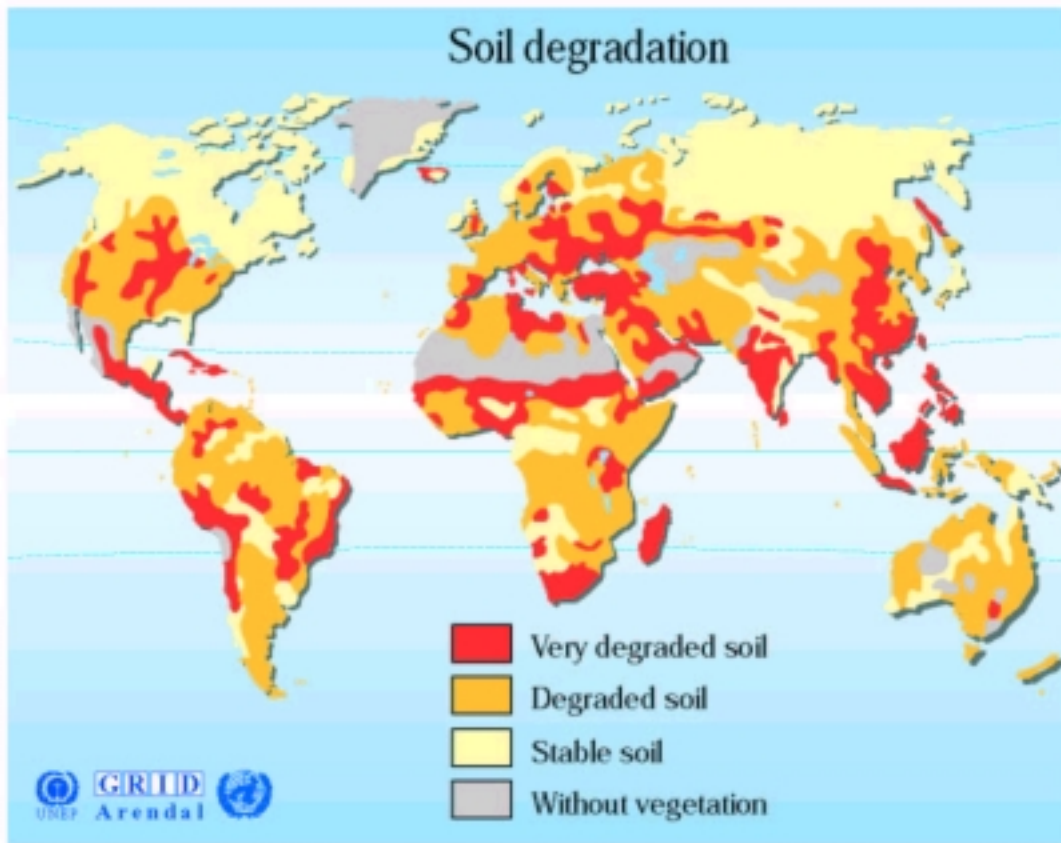 Soil degradation
Very degraded soil
Degraded soil
Stable soil
Without vegetation
UNEP
GRID
Arendal